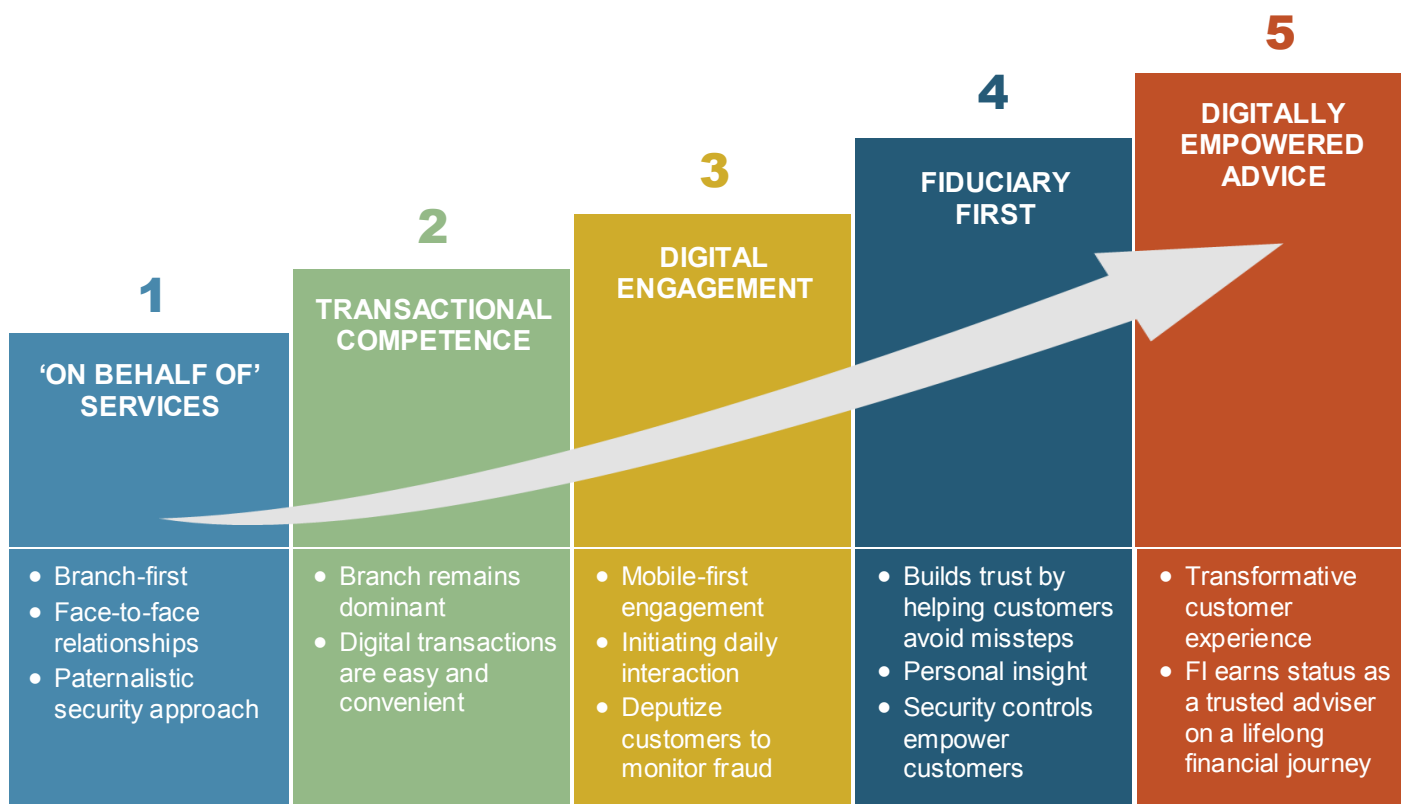 1
‘ON BEHALF OF’
SERVICES
• Branch-first
• Face-to-face
relationships
• Paternalistic
security approach
2
TRANSACTIONAL
COMPETENCE
• Branch remains
dominant
• Digital transactions
are easy and
convenient
3
DIGITAL
ENGAGEMENT
• Mobile-first
engagement
• Initiating daily
interaction
• Deputize
customers to
monitor fraud
4
FIDUCIARY
FIRST
• Builds trust by
helping customers
avoid missteps
• Personal insight
• Security controls
empower
customers
5
DIGITALLY
EMPOWERED
ADVICE
• Transformative
customer
experience
• FI earns status as
a trusted adviser
on a lifelong
financial journey